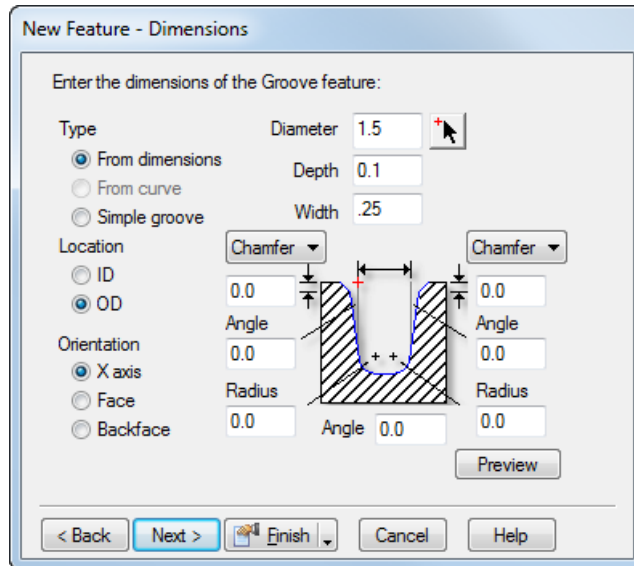 New Feature - Dimensions
Enter the dimensions of the Groove feature:
Type
From dimensions
From curve
Simple groove
Diameter 1.5
Depth 0.1
Width .25
Location
ID
OD
Orientation
X axis
Face
Backface
Chamfer
0.0
Angle
0.0
Radius
0.0
Angle 0.0
Chamfer
0.0
Angle
0.0
Radius
0.0
Preview
< Back Next > Finish Cancel Help